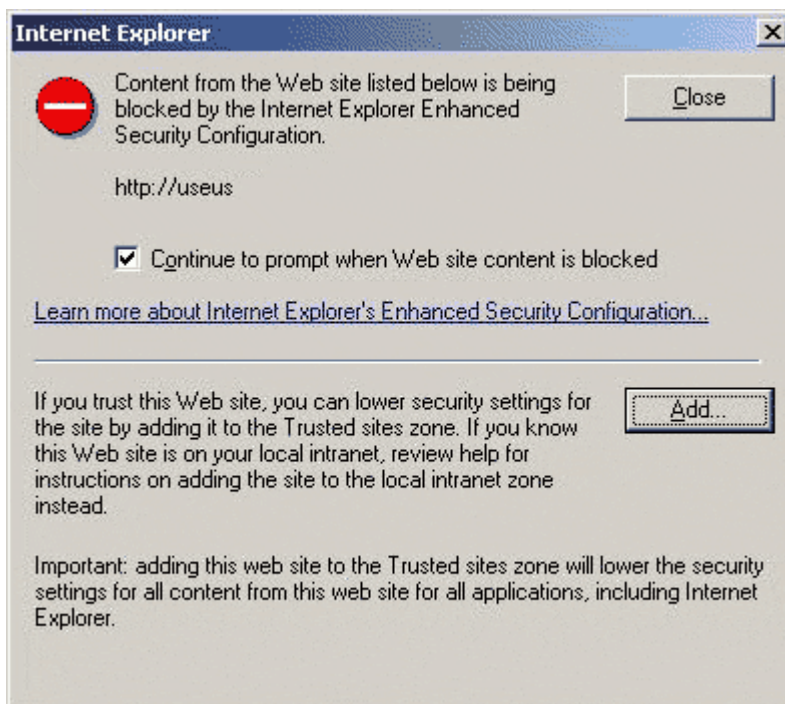 Internet Explorer
Content from the Web site listed below is being
blocked by the Internet Explorer Enhanced
Security Configuration.
Close
http://useus
Continue to prompt when Web site content is blocked
Learn more about Internet Explorer's Enhanced Security Configuration...
If you trust this Web site, you can lower security settings for
the site by adding it to the Trusted sites zone. If you know
this Web site is on your local intranet, review help for
instructions on adding the site to the local intranet zone
instead.
Add...
Important: adding this web site to the Trusted sites zone will lower the security
settings for all content from this web site for all applications, including Internet
Explorer.